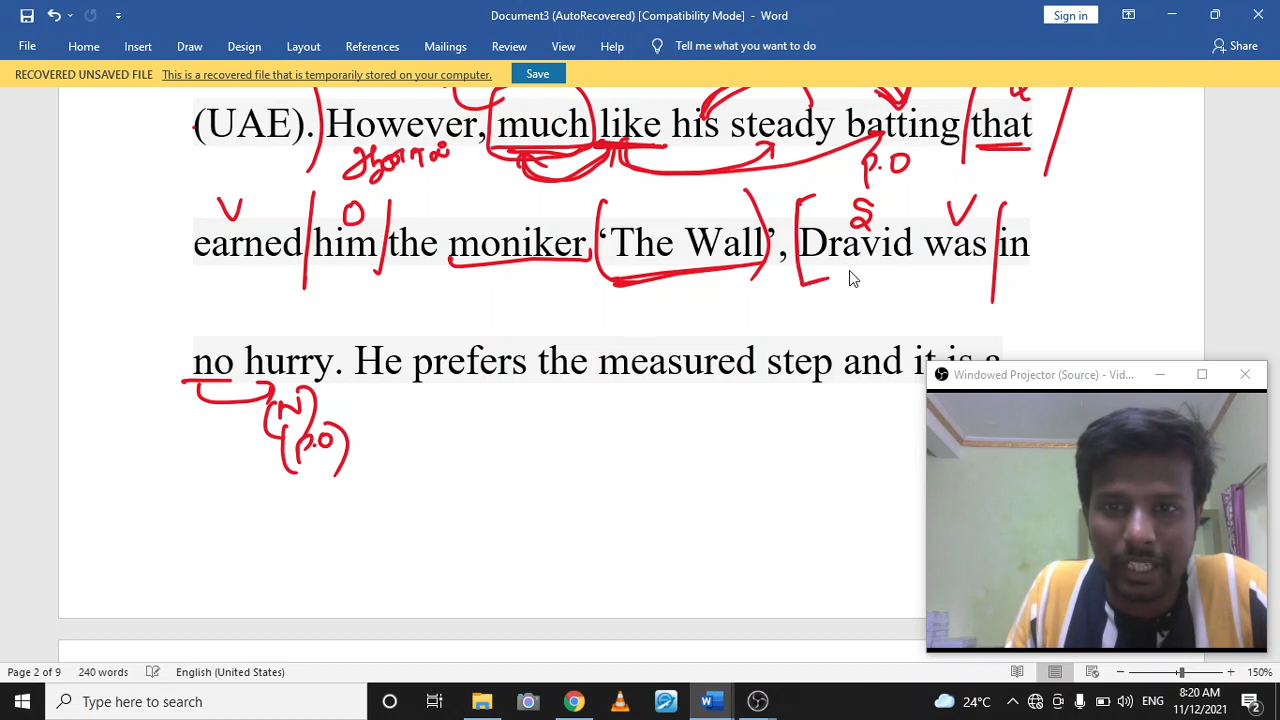 Document3 (AutoRecovered) [Compatibility Mode] - Word
Sign in
File Home Insert Draw Design Layout References Mailings Review View Help Tell me what you want to do Share
RECOVERED UNSAVED FILE This is a recovered file that is temporarily stored on your computer. Save
(UAE). However, much like his steady batting that
p.O
V O S V
earned him the moniker ‘The Wall’, Dravid was in
no hurry. He prefers the measured step and it is a
(N)
(p.O)
Windowed Projector (Source) - Vid...
Page 2 of 9 240 words English (United States) 150%
Type here to search 24°C ENG 8:20 AM 11/12/2021 2